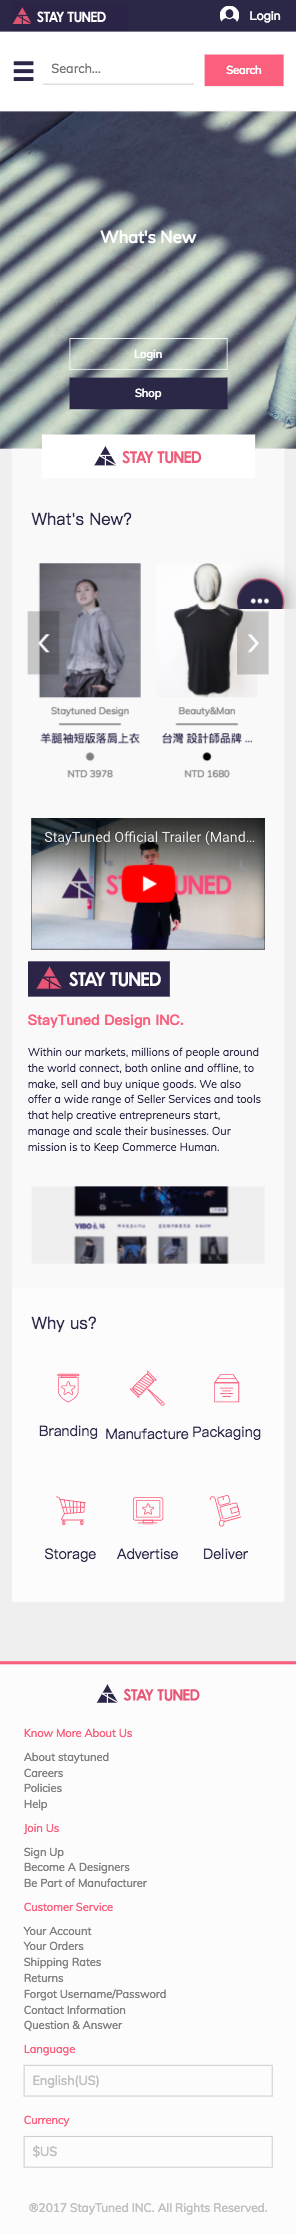 STAY TUNED
Login
Search...
Search
What's New
Login
Shop
STAY TUNED
What's New?
Staytuned Design
羊腿袖短版落肩上衣
NTD 3978
Beauty&Man
台灣 設計師品牌 ...
NTD 1680
StayTuned Official Trailer (Mand...
STAY TUNED
StayTuned Design INC.
Within our markets, millions of people around
the world connect, both online and offline, to
make, sell and buy unique goods. We also
offer a wide range of Seller Services and tools
that help creative entrepreneurs start,
manage and scale their businesses. Our
mission is to Keep Commerce Human.
Why us?
Branding
Manufacture
Packaging
Storage
Advertise
Deliver
STAY TUNED
Know More About Us
About staytuned
Careers
Policies
Help
Join Us
Sign Up
Become A Designers
Be Part of Manufacturer
Customer Service
Your Account
Your Orders
Shipping Rates
Returns
Forgot Username/Password
Contact Information
Question & Answer
Language
English(US)
Currency
$US
®2017 StayTuned INC. All Rights Reserved.